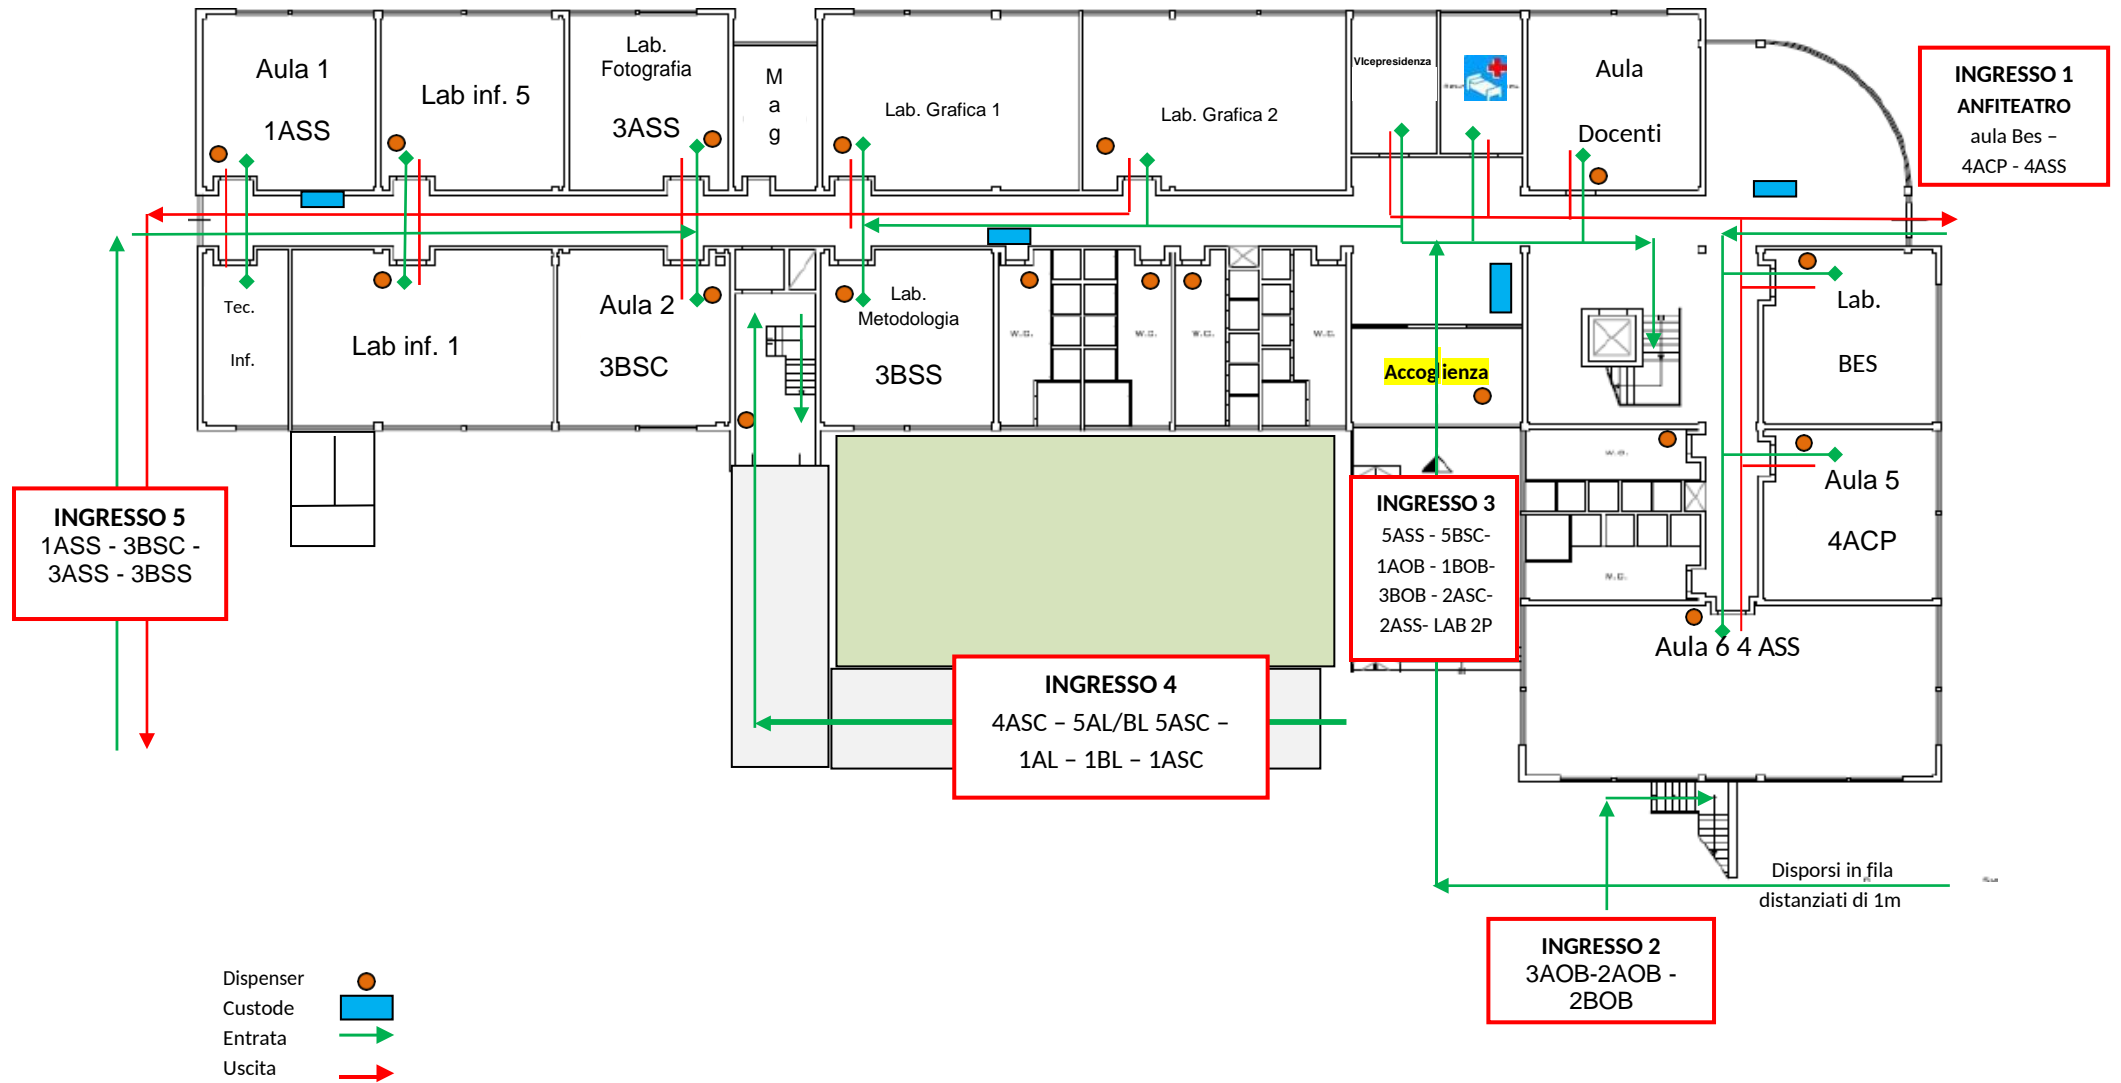 Aula 1
1ASS
Lab inf. 5
Lab.
Fotografia
3ASS
M
a
g
Lab. Grafica 1
Lab. Grafica 2
VIcepresidenza
Aula
Docenti
INGRESSO 1
ANFITEATRO
aula Bes –
4ACP - 4ASS
Tec.
Inf.
Lab inf. 1
Aula 2
3BSC
Lab.
Metodologia
3BSS
W.C.
W.C.
W.C.
W.C.
Accoglienza
Lab.
BES
W.C.
Aula 5
4ACP
W.C.
Aula 6 4 ASS
INGRESSO 5
1ASS - 3BSC -
3ASS - 3BSS
INGRESSO 3
5ASS - 5BSC-
1AOB - 1BOB-
3BOB - 2ASC-
2ASS- LAB 2P
INGRESSO 4
4ASC – 5AL/BL 5ASC –
1AL – 1BL – 1ASC
Disporsi in fila
distanziati di 1m
INGRESSO 2
3AOB-2AOB -
2BOB
Dispenser
Custode
Entrata
Uscita